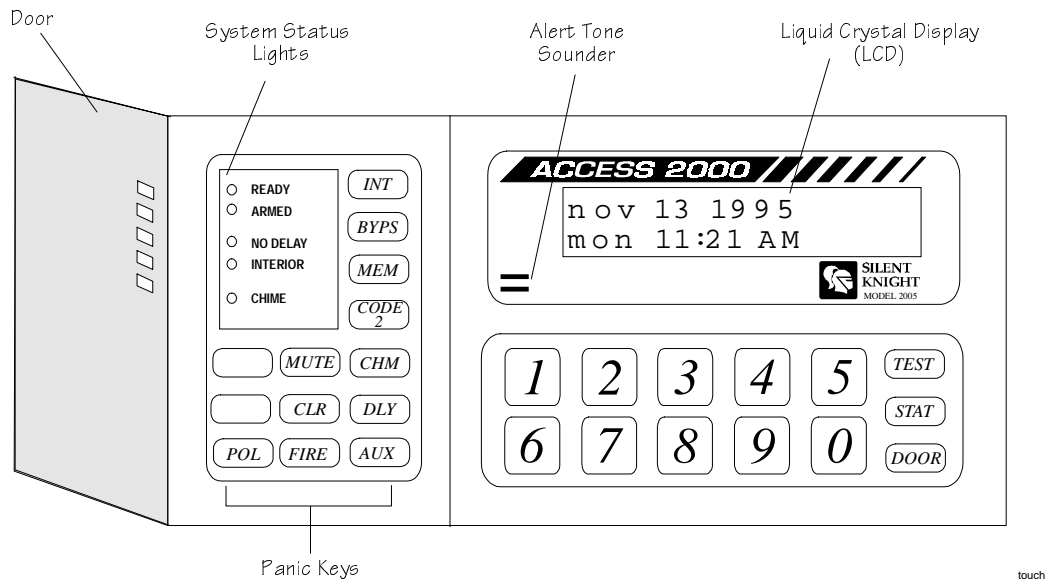 Door
System Status
Lights
Alert Tone
Sounder
Liquid Crystal Display
(LCD)
READY
ARMED
NO DELAY
INTERIOR
CHIME
INT
BYPS
MEM
CODE
2
MUTE CHM
CLR DLY
POL FIRE AUX
Panic Keys
ACCESS 2000
nov 13 1995
mon 11:21 AM
SILENT
KNIGHT
MODEL 2005
1 2 3 4 5
6 7 8 9 0
TEST
STAT
DOOR
touch